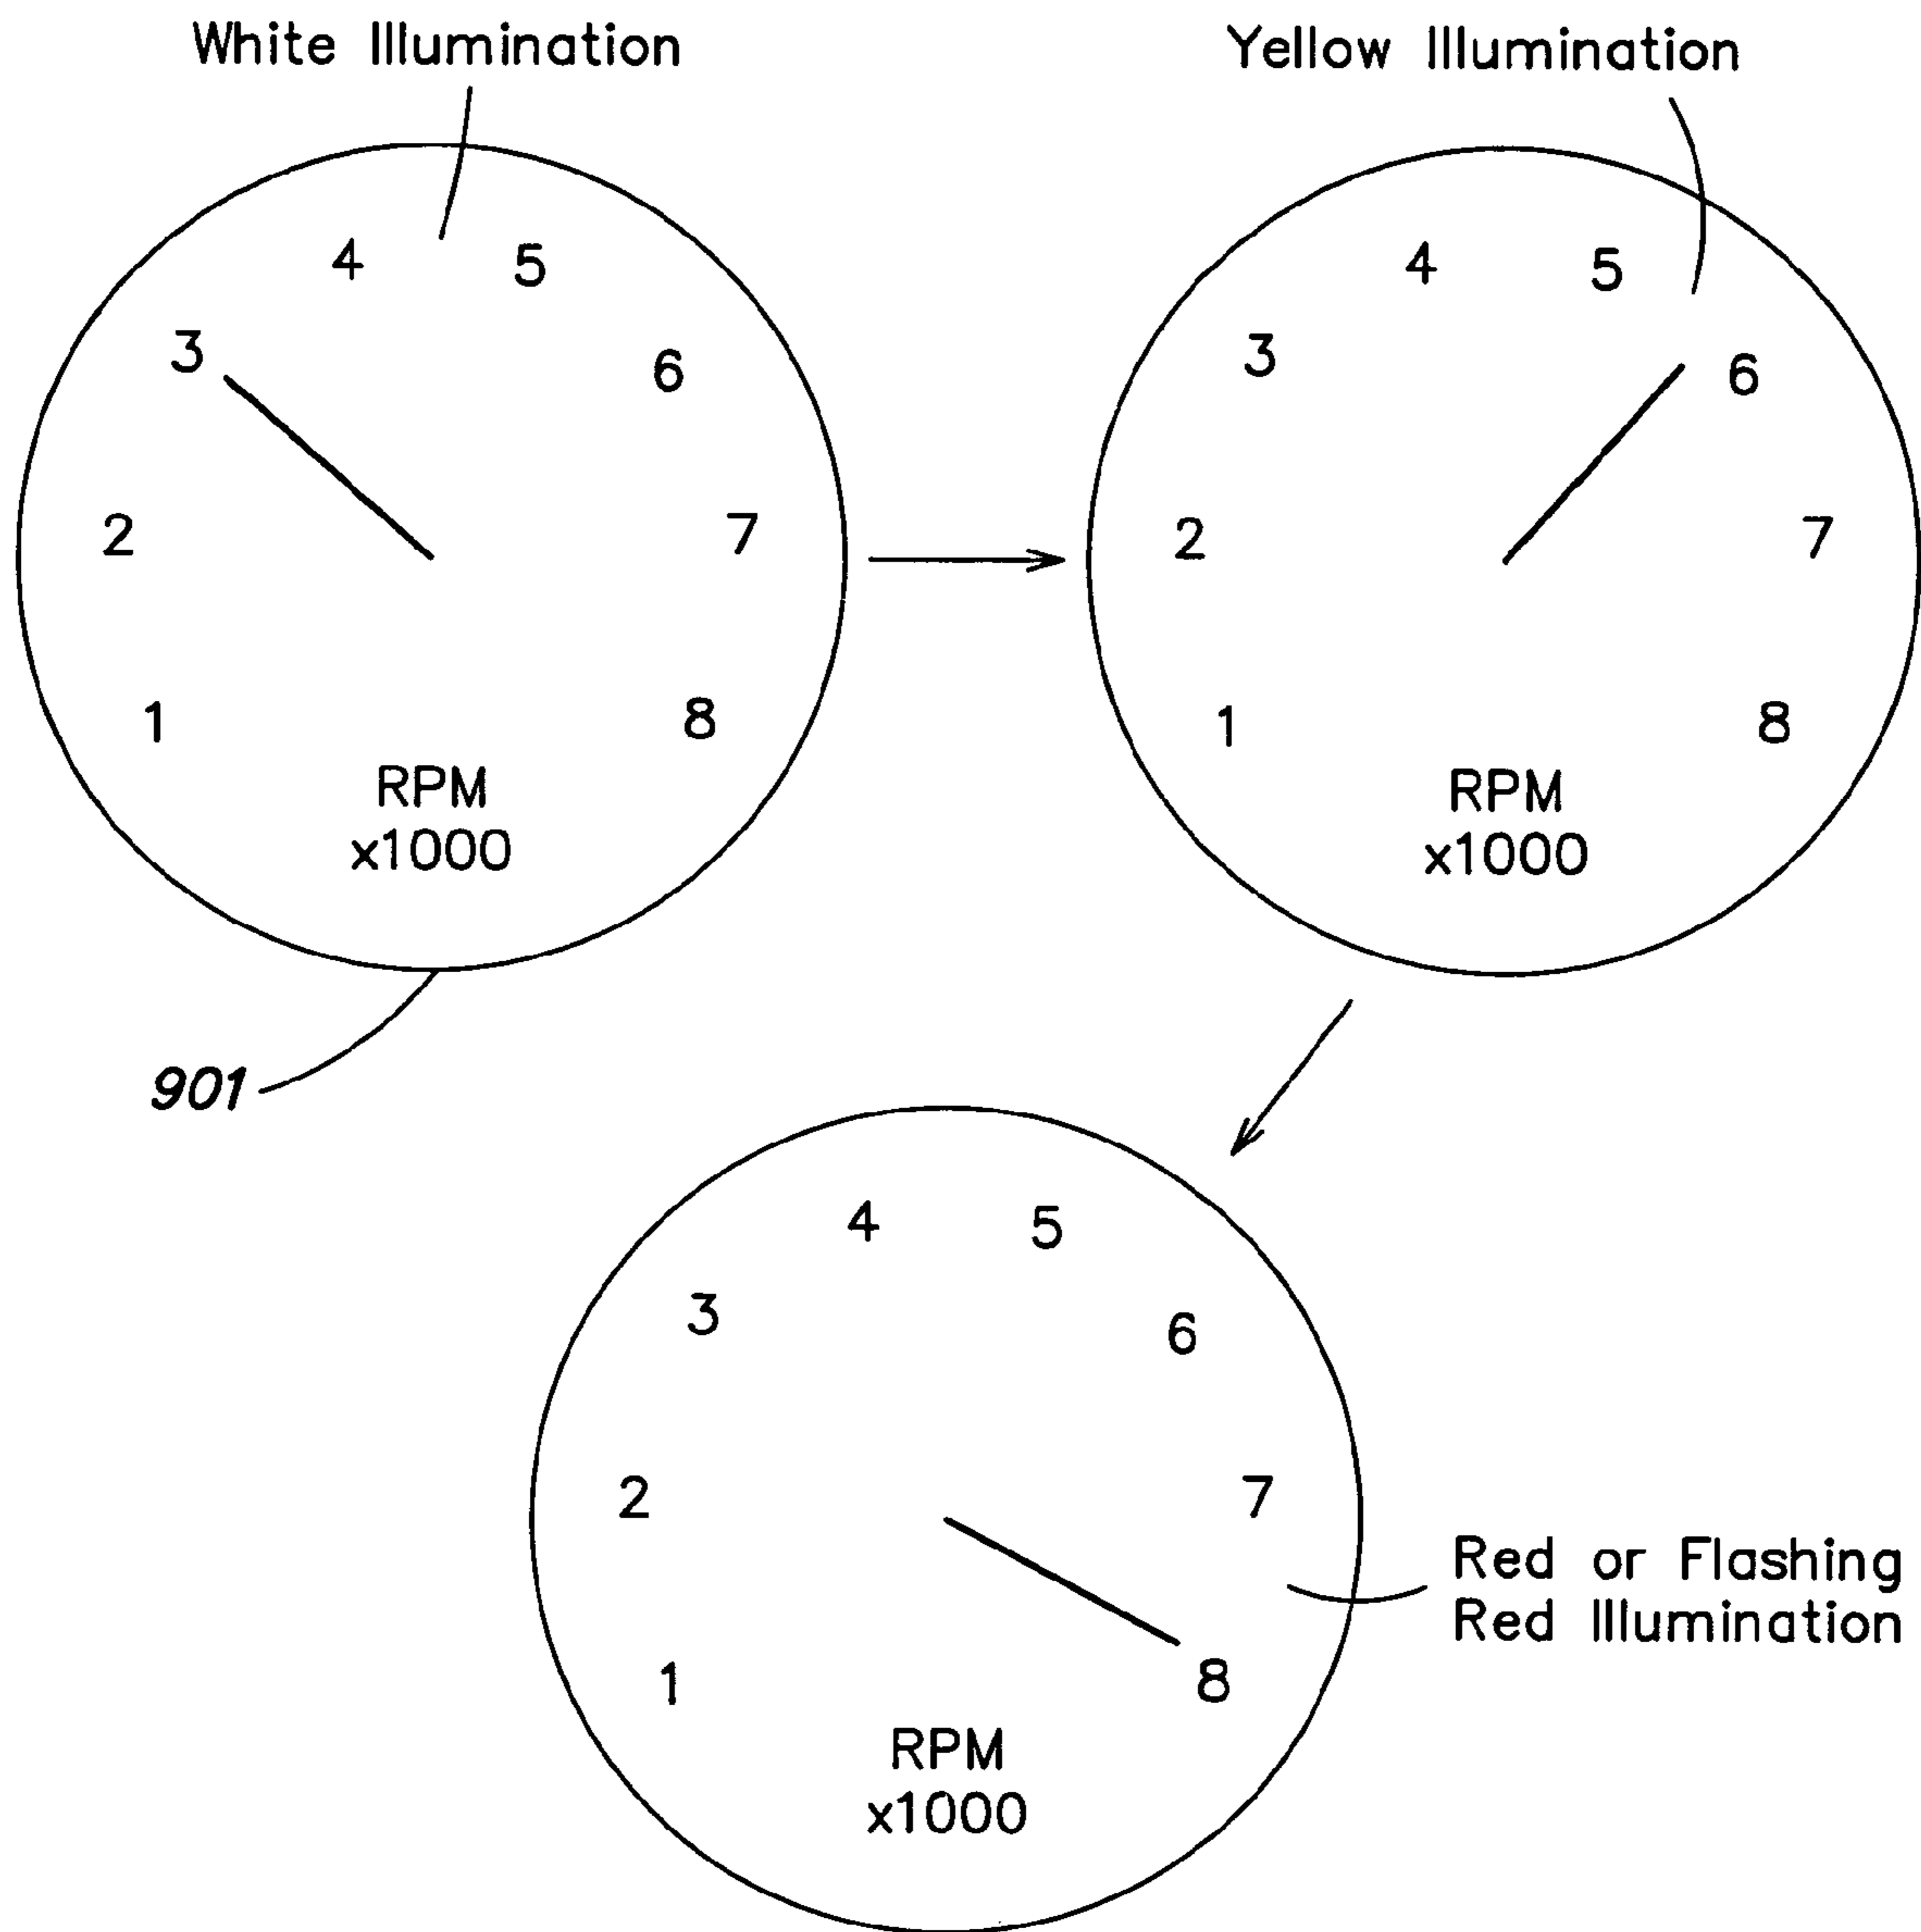 White Illumination
4 5
3 6
2 7
1 8
RPM
x1000
901
Yellow Illumination
4 5
3 6
2 7
1 8
RPM
x1000
4 5
3 6
2 7
1 8
RPM
x1000
Red or Flashing
Red Illumination